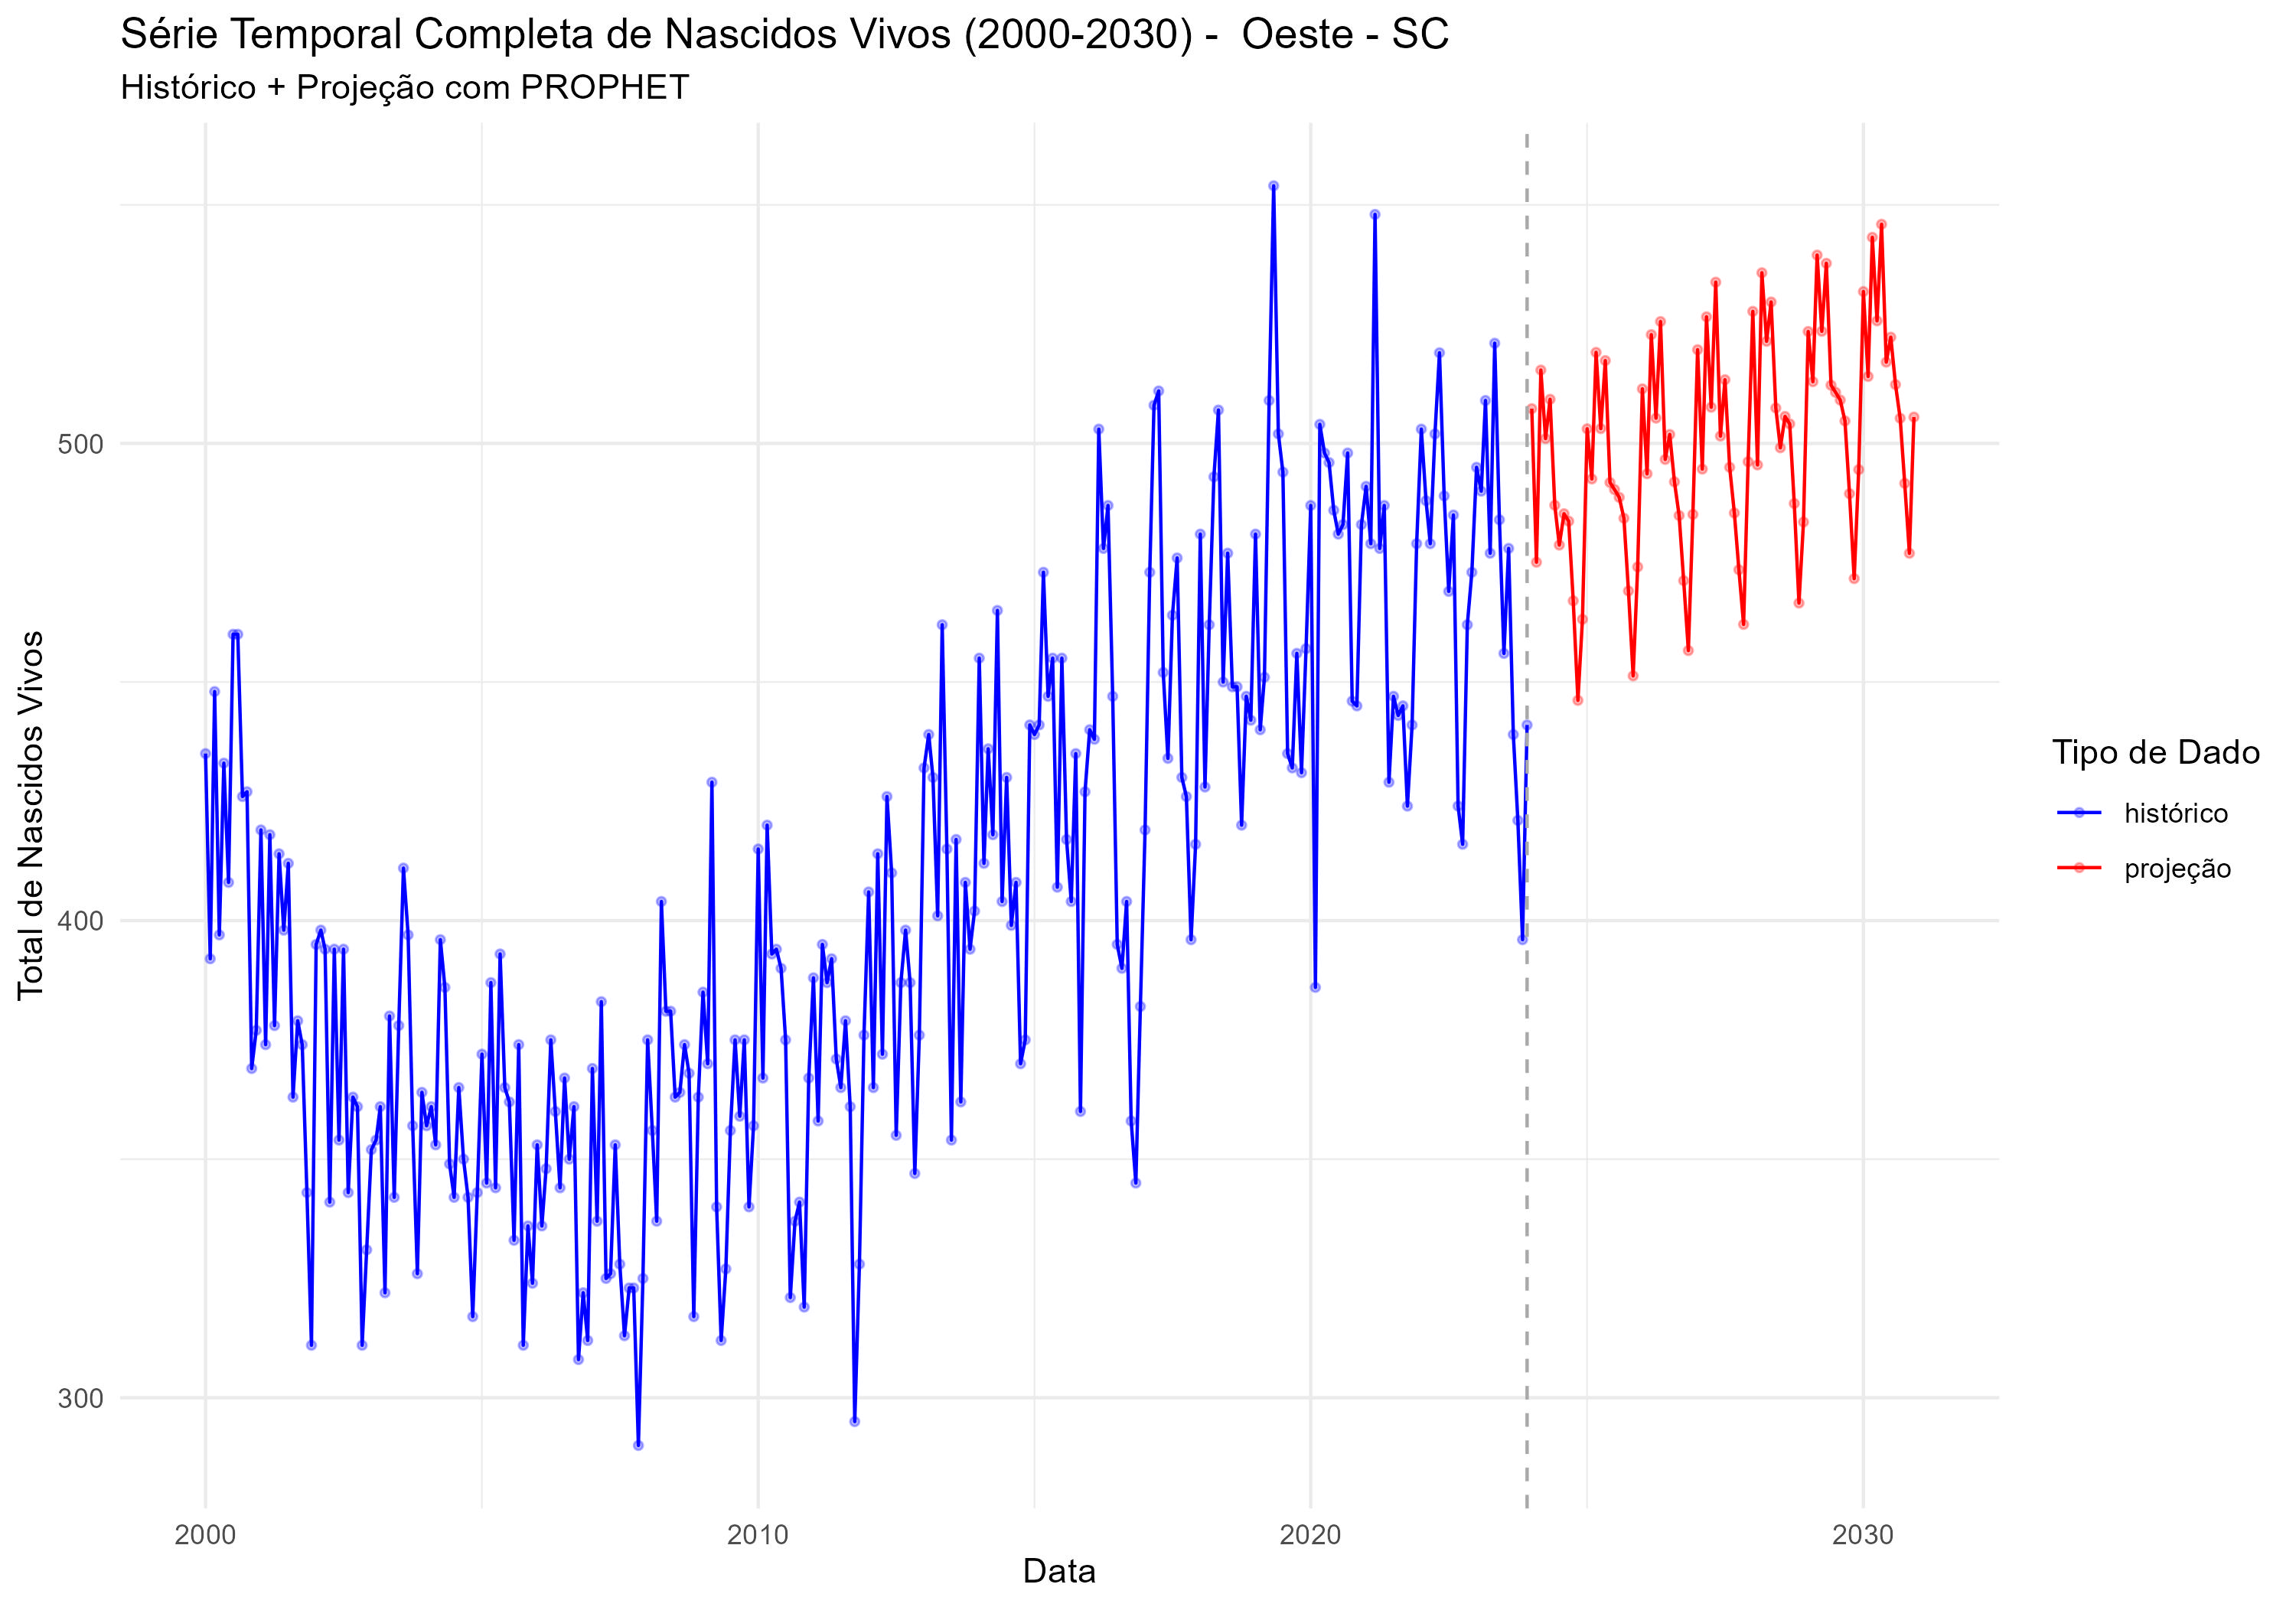 Série Temporal Completa de Nascidos Vivos (2000-2030) -  Oeste - SC
Histórico + Projeção com PROPHET
Total de Nascidos Vivos
500
400
300
2000
2010
2020
2030
Data
Tipo de Dado
histórico
projeção